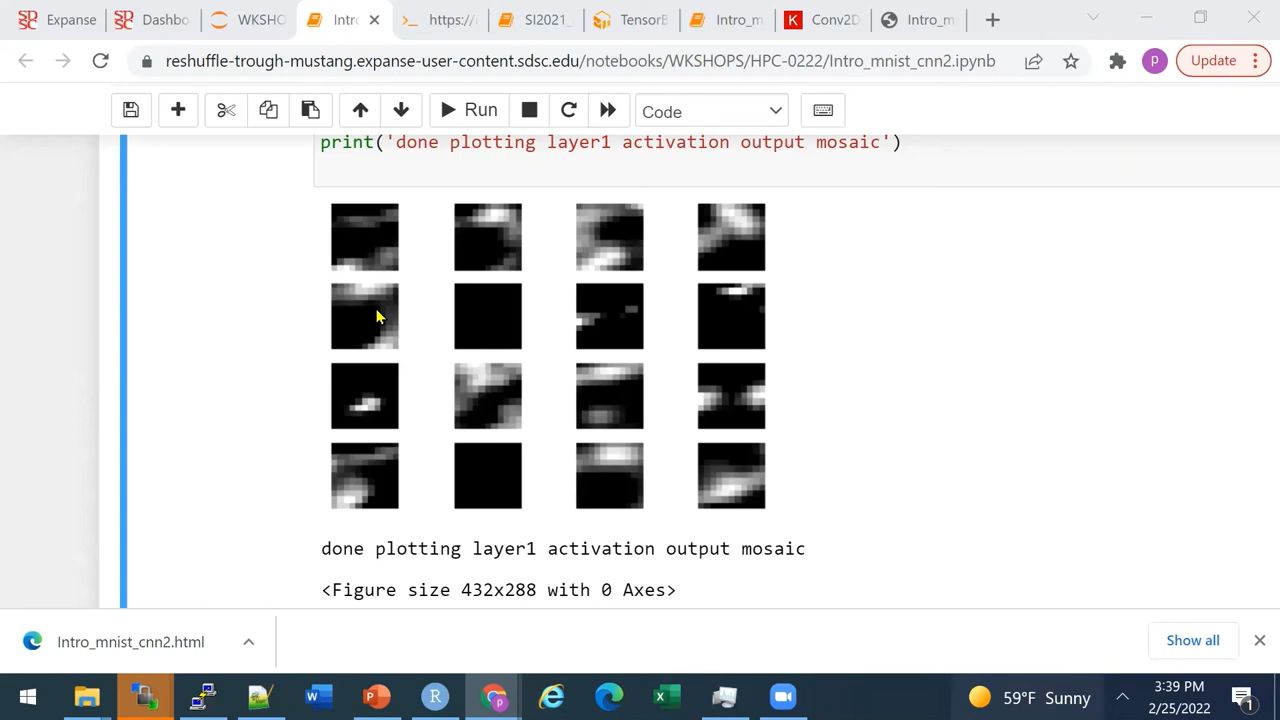 Expanse
Dashbo
WKSHO
Intro
https://
SI2021_
TensorB
Intro_m
Conv2D
Intro_m
reshuffle-trough-mustang.expanse-user-content.sdsc.edu/notebooks/WKSHOPS/HPC-0222/Intro_mnist_cnn2.ipynb
P
Update
Run
Code
print('done plotting layer1 activation output mosaic')
done plotting layer1 activation output mosaic
<Figure size 432x288 with 0 Axes>
Intro_mnist_cnn2.html
Show all
59°F Sunny
3:39 PM
2/25/2022
1